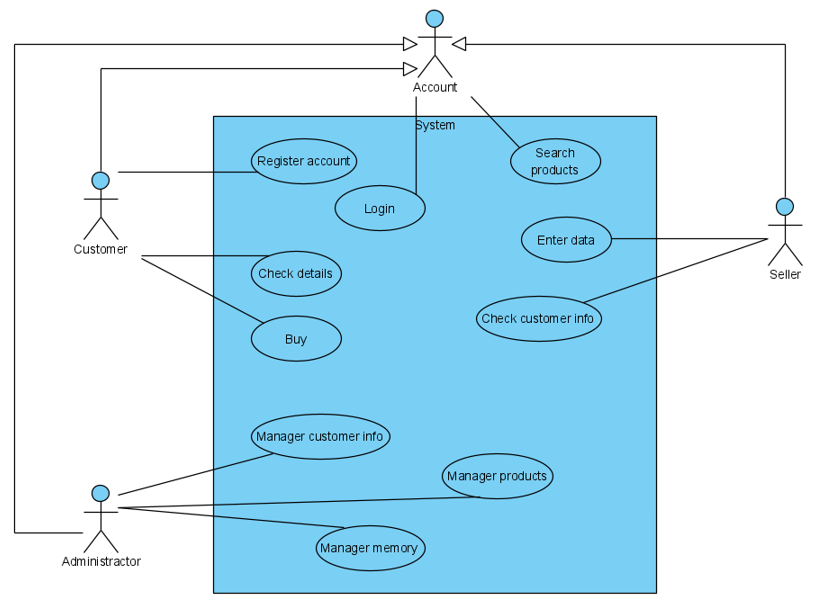 Account
System
Register account
Search
products
Login
Customer
Enter data
Seller
Check details
Check customer info
Buy
Manager customer info
Manager products
Manager memory
Administractor